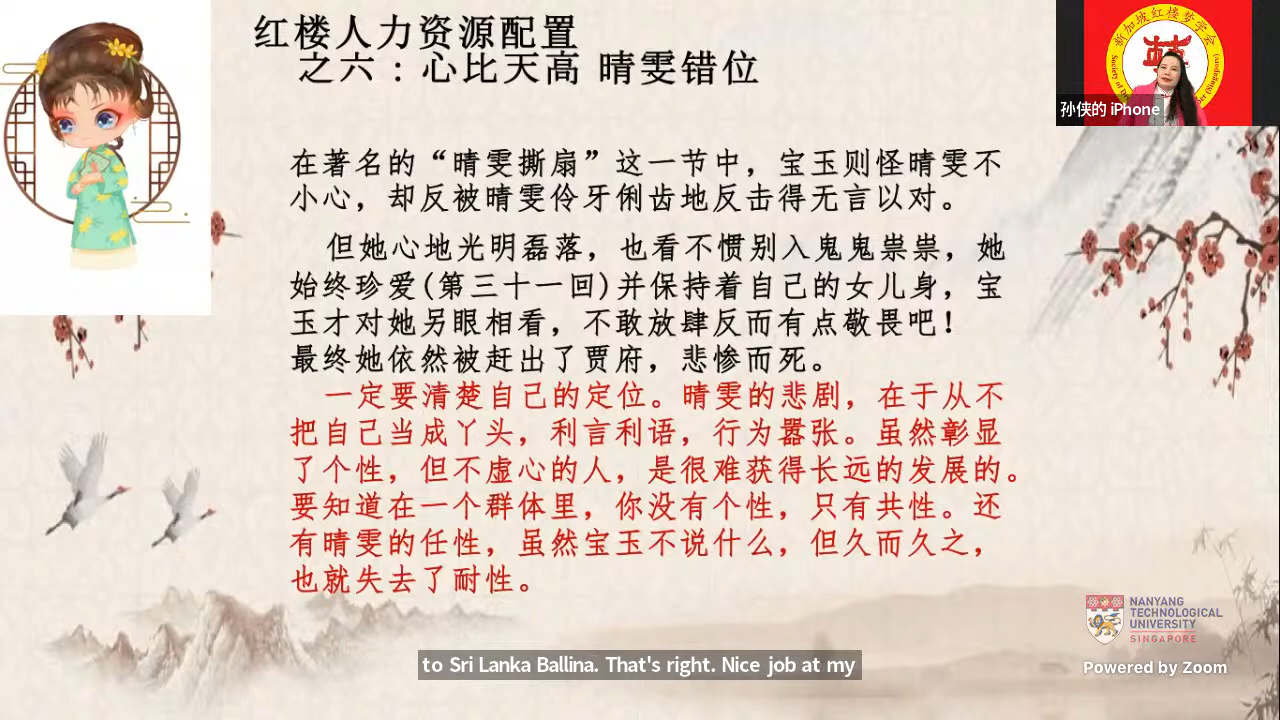 红楼人力资源配置
之六：心比天高 晴雯错位
新加坡红楼梦学会
孙侠的 iPhone
在著名的“晴雯撕扇”这一节中，宝玉则怪晴雯不
小心，却反被晴雯伶牙俐齿地反击得无言以对。
但她心地光明磊落，也看不惯别人鬼鬼祟祟，她
始终珍爱(第三十一回)并保持着自己的女儿身，宝
玉才对她另眼相看，不敢放肆反而有点敬畏吧！
最终她依然被赶出了贾府，悲惨而死。
一定要清楚自己的定位。晴雯的悲剧，在于从不
把自己当成丫头，利言利语，行为嚣张。虽然彰显
了个性，但不虚心的人，是很难获得长远的发展的。
要知道在一个群体里，你没有个性，只有共性。还
有晴雯的任性，虽然宝玉不说什么，但久而久之，
也就失去了耐性。
NANYANG
TECHNOLOGICAL
UNIVERSITY
SINGAPORE
Powered by Zoom
to Sri Lanka Ballina. That's right. Nice job at my